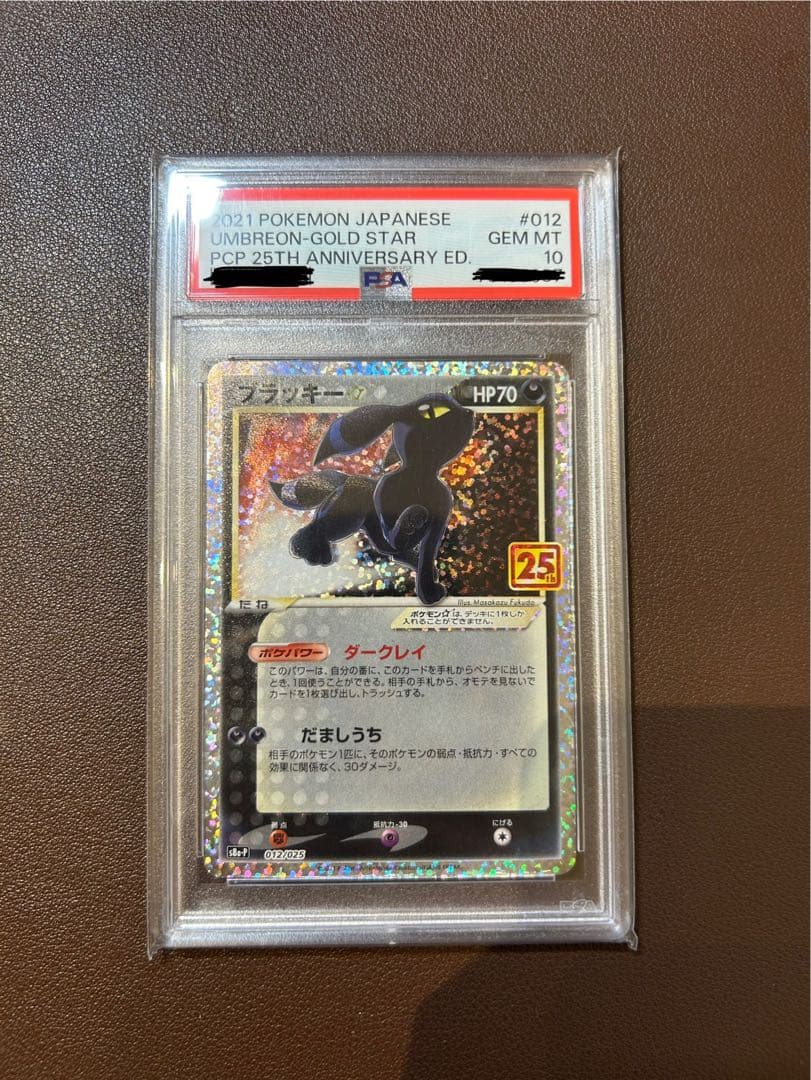 2021 POKEMON JAPANESE #012
UMBREON-GOLD STAR GEM MT
PCP 25TH ANNIVERSARY ED. 10
PSA
ブラッキー HP70
25th
たね
Illus. Masakazu Fukuda
ポケモン☆は、デッキに1枚しか
入れることができません。
ポケパワー ダークレイ
このパワーは、自分の番に、このカードを手札からベンチに出した
とき、1回使うことができる。相手の手札から、オモテを見ないで
カードを1枚選び出し、トラッシュする。
だましうち
相手のポケモン1匹に、そのポケモンの弱点・抵抗力・すべての
効果に関係なく、30ダメージ。
弱点 抵抗力-30 にげる
s8a-P 012/025
PSA